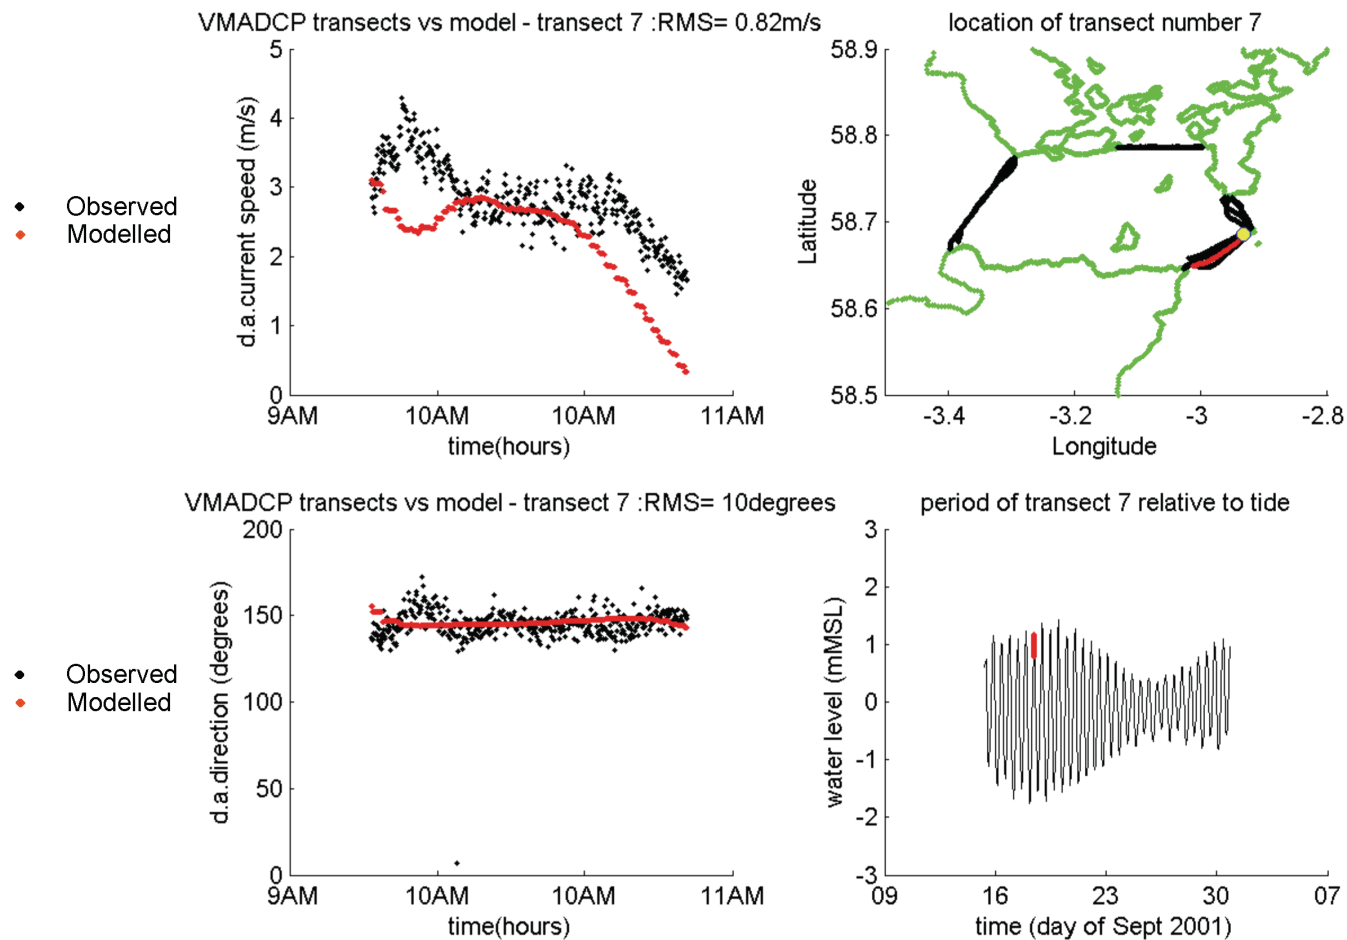 VMADCP transects vs model - transect 7 :RMS= 0.82m/s
5
4
3
2
1
0
d.a.current speed (m/s)
9AM 10AM 10AM 11AM
time(hours)
Observed
Modelled
location of transect number 7
58.9
58.8
58.7
58.6
58.5
Latitude
-3.4 -3.2 -3 -2.8
Longitude
VMADCP transects vs model - transect 7 :RMS= 10degrees
200
150
100
50
0
d.a.direction (degrees)
9AM 10AM 10AM 11AM
time(hours)
Observed
Modelled
period of transect 7 relative to tide
3
2
1
0
-1
-2
-3
water level (mMSL)
09 16 23 30 07
time (day of Sept 2001)